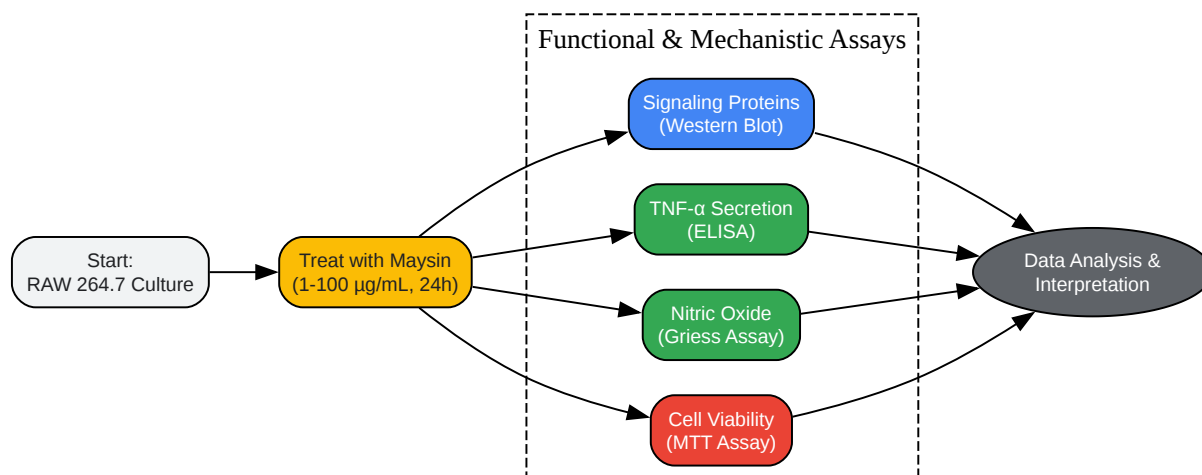 Functional & Mechanistic Assays
Signaling Proteins
(Western Blot)
TNF-α Secretion
(ELISA)
Start:
RAW 264.7 Culture
Treat with Maysin
(1-100 µg/mL, 24h)
Data Analysis &
Interpretation
Nitric Oxide
(Griess Assay)
Cell Viability
(MTT Assay)